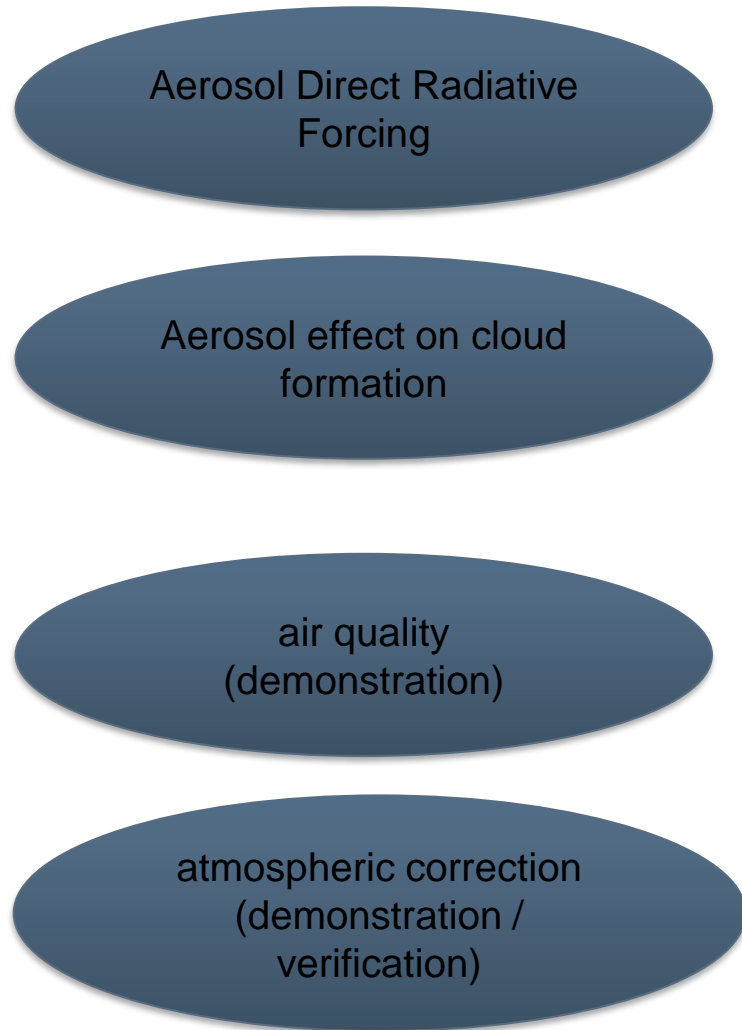 Aerosol Direct Radiative
Forcing
Aerosol effect on cloud
formation
air quality
(demonstration)
atmospheric correction
(demonstration /
verification)